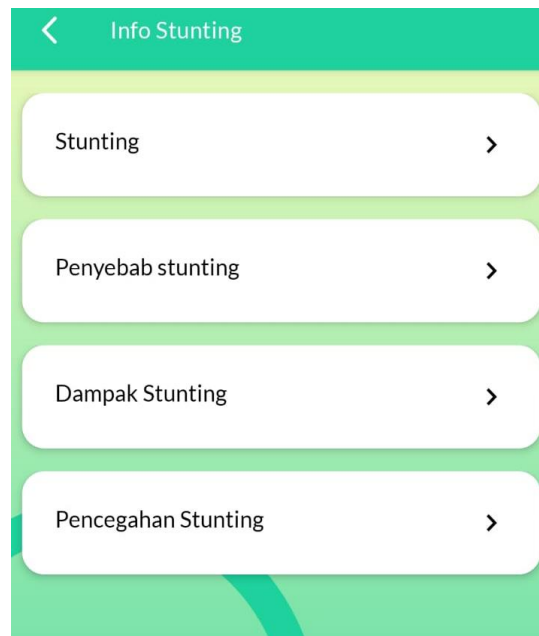 Info Stunting
Stunting
Penyebab stunting
Dampak Stunting
Pencegahan Stunting